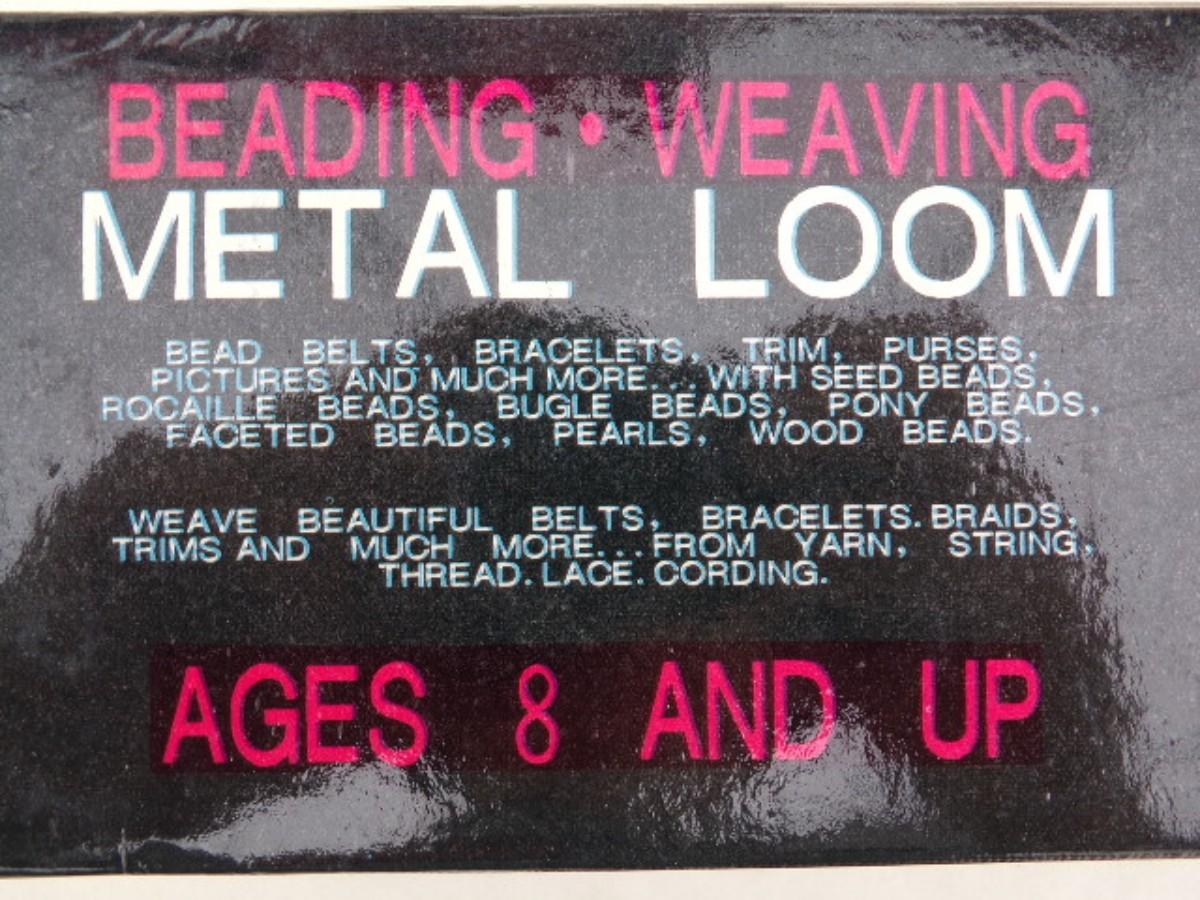 BEADING • WEAVING
METAL LOOM
BEAD BELTS, BRACELETS, TRIM, PURSES,
PICTURES AND MUCH MORE... WITH SEED BEADS,
ROCAILLE BEADS, BUGLE BEADS, PONY BEADS,
FACETED BEADS, PEARLS, WOOD BEADS.
WEAVE BEAUTIFUL BELTS, BRACELETS. BRAIDS,
TRIMS AND MUCH MORE... FROM YARN, STRING,
THREAD. LACE. CORDING.
AGES 8 AND UP